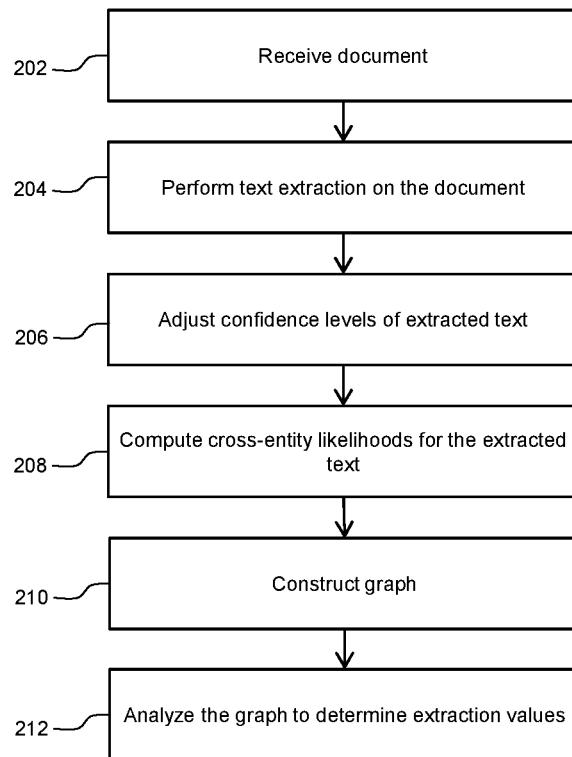 202
Receive document
204
Perform text extraction on the document
206
Adjust confidence levels of extracted text
208
Compute cross-entity likelihoods for the extracted
text
210
Construct graph
212
Analyze the graph to determine extraction values